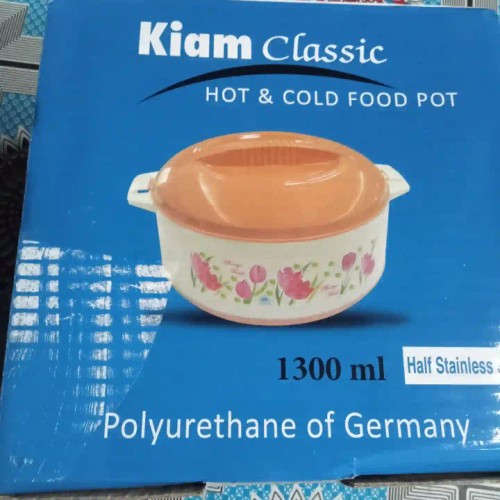 Kiam Classic
HOT & COLD FOOD POT
1300 ml
Half Stainless
Polyurethane of Germany